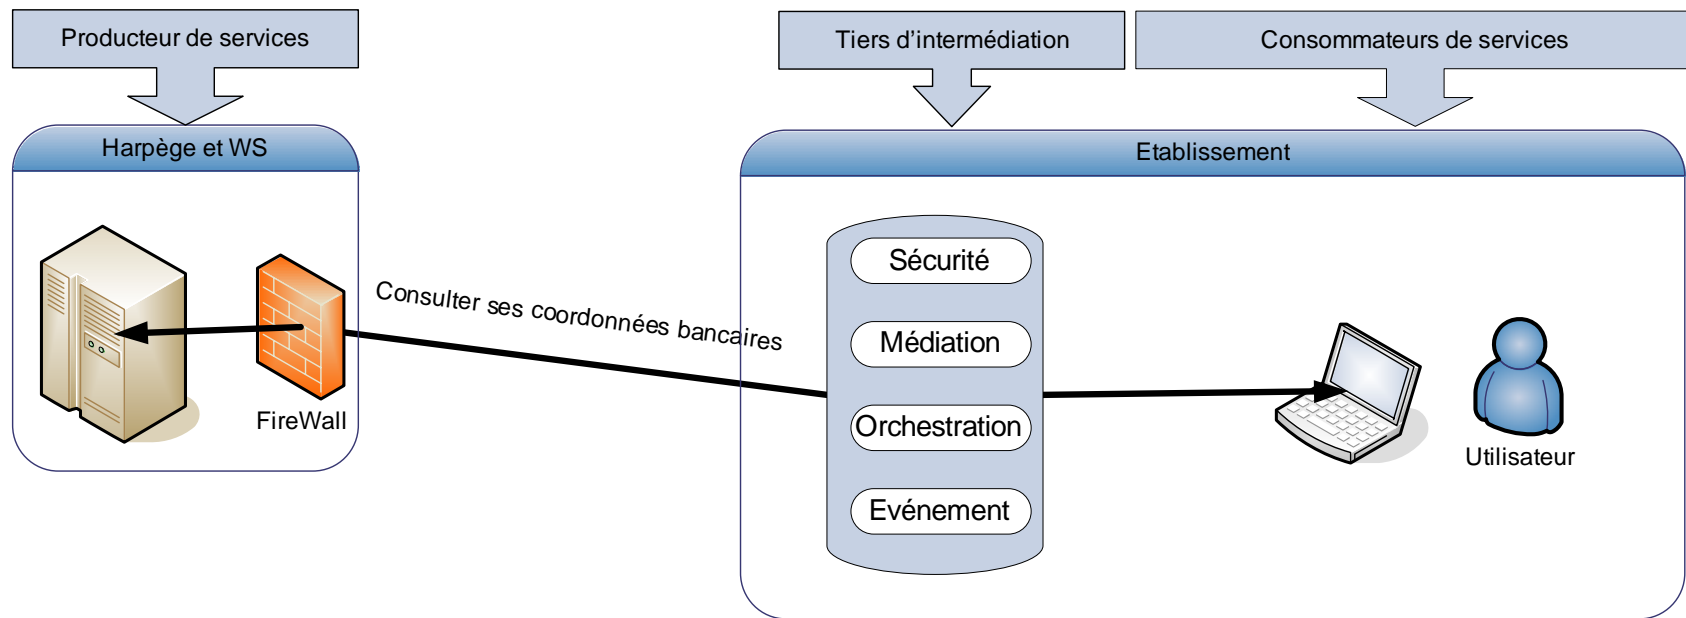 Producteur de services
Tiers d'intermédiation
Consommateurs de services
Harpège et WS
Etablissement
Sécurité
Consulter ses coordonnées bancaires
Médiation
FireWall
Orchestration
Utilisateur
Evénement